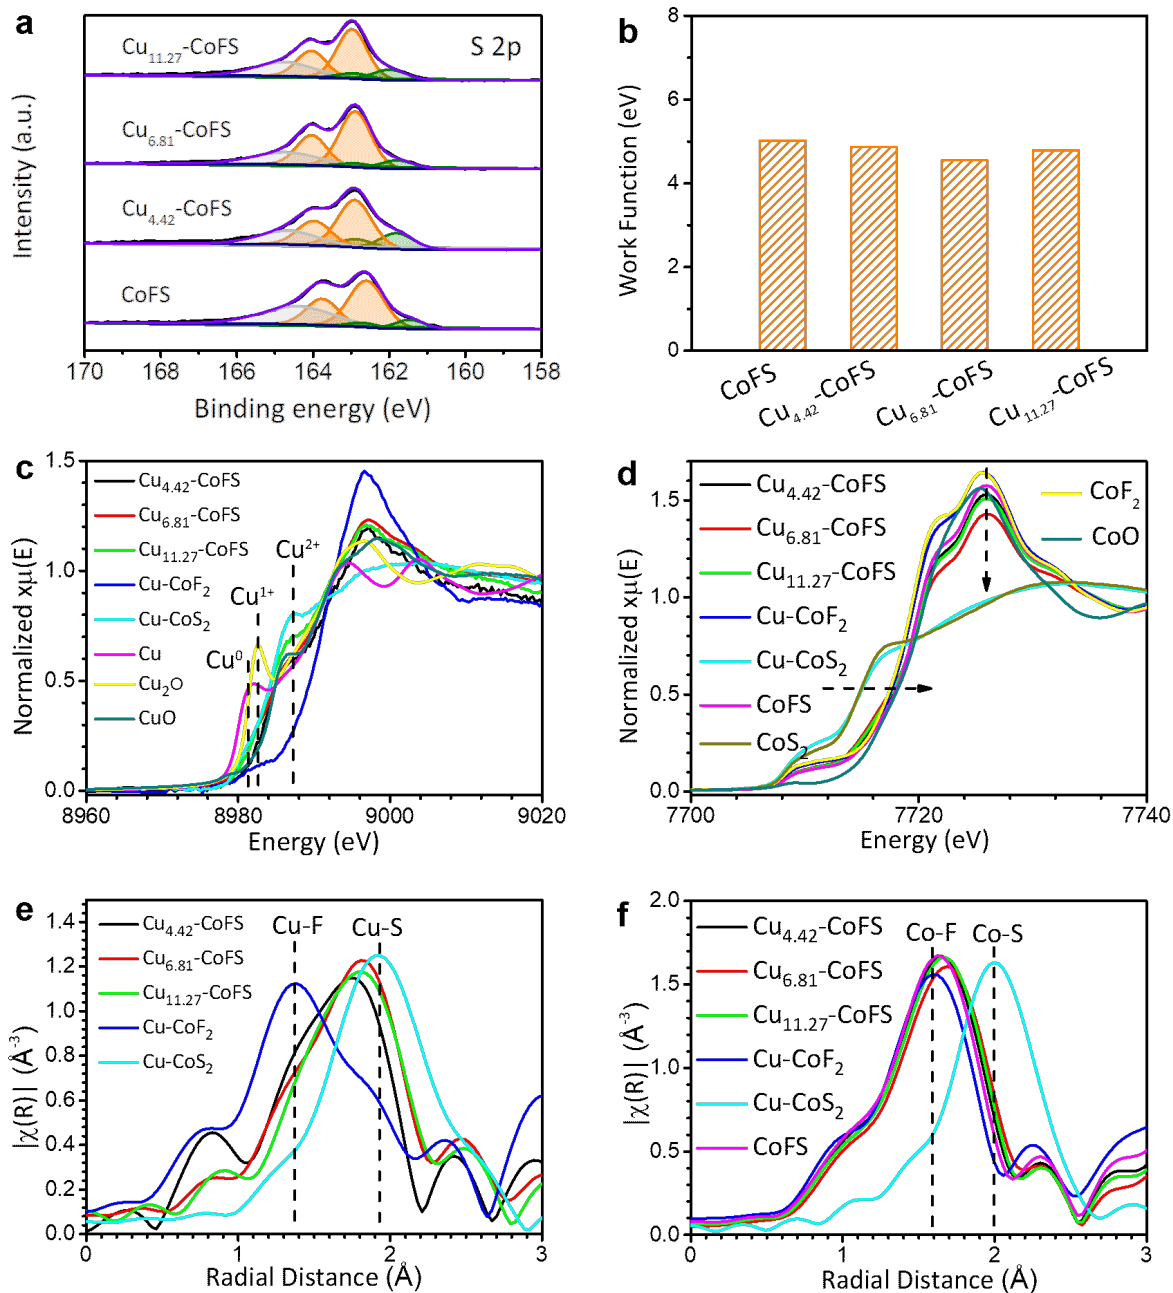 a
S 2p
Cu11.27-CoFS
Cu6.81-CoFS
Cu4.42-CoFS
CoFS
Intensity (a.u.)
170 168 166 164 162 160 158
Binding energy (eV)
b
8
6
4
2
0
Work Function (eV)
CoFS
Cu4.42-CoFS
Cu6.81-CoFS
Cu11.27-CoFS
c
1.5
1.0
0.5
0.0
Normalized xμ(E)
Cu4.42-CoFS
Cu6.81-CoFS
Cu11.27-CoFS
Cu-CoF2
Cu-CoS2
Cu
Cu2O
CuO
Cu0
Cu1+
Cu2+
8960 8980 9000 9020
Energy (eV)
d
1.5
1.0
0.5
0.0
Normalized xμ(E)
Cu4.42-CoFS
Cu6.81-CoFS
Cu11.27-CoFS
Cu-CoF2
Cu-CoS2
CoFS
CoS2
CoF2
CoO
7700 7720 7740
Energy (eV)
e
1.4
1.2
1.0
0.8
0.6
0.4
0.2
0.0
|χ(R)| (Å-3)
Cu4.42-CoFS
Cu6.81-CoFS
Cu11.27-CoFS
Cu-CoF2
Cu-CoS2
Cu-F
Cu-S
0 1 2 3
Radial Distance (Å)
f
2.0
1.5
1.0
0.5
0.0
|χ(R)| (Å-3)
Cu4.42-CoFS
Cu6.81-CoFS
Cu11.27-CoFS
Cu-CoF2
Cu-CoS2
CoFS
Co-F
Co-S
0 1 2 3
Radial Distance (Å)